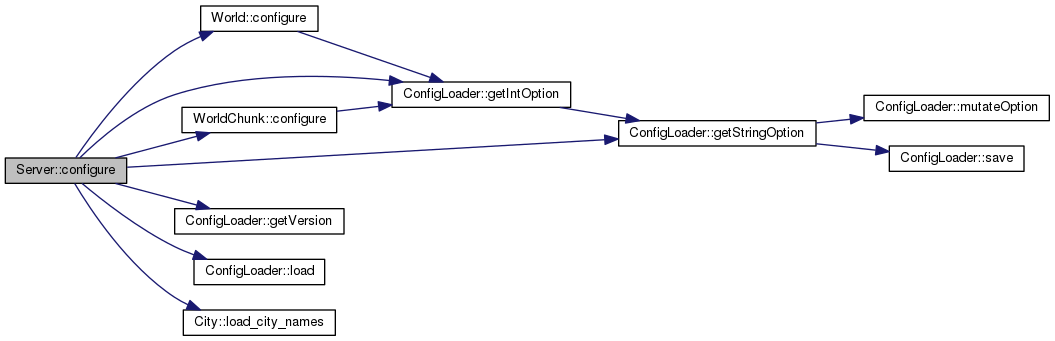 World::configure
ConfigLoader::getIntOption
ConfigLoader::mutateOption
WorldChunk::configure
ConfigLoader::getStringOption
ConfigLoader::save
Server::configure
ConfigLoader::getVersion
ConfigLoader::load
City::load_city_names